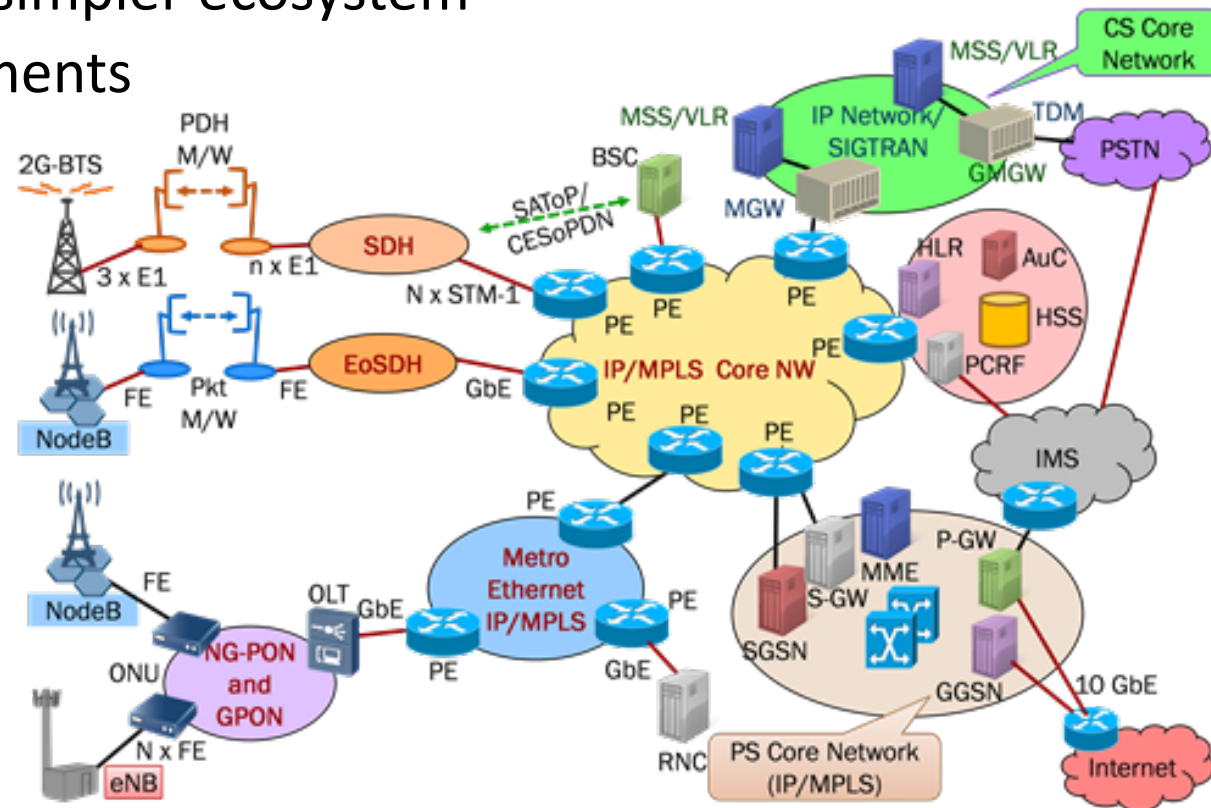 simpler ecosystem
ments
CS Core
Network
MSS/VLR
PDH
M/W
MSS/VLR
IP Network/
SIGTRAN
TDM
PSTN
2G-BTS
BSC
GMGW
SAToP/
CESoPDN
MGW
SDH
3 x E1
n x E1
N x STM-1
PE
PE
PE
HLR
AuC
HSS
PE
PCRF
EoSDH
IP/MPLS Core NW
FE
Pkt
M/W
FE
GbE
PE
PE
PE
NodeB
IMS
PE
Metro
Ethernet
IP/MPLS
P-GW
MME
S-GW
FE
NodeB
OLT
GbE
PE
PE
GbE
SGSN
ONU
NG-PON
and
GPON
GGSN
10 GbE
N x FE
eNB
RNC
PS Core Network
(IP/MPLS)
Internet